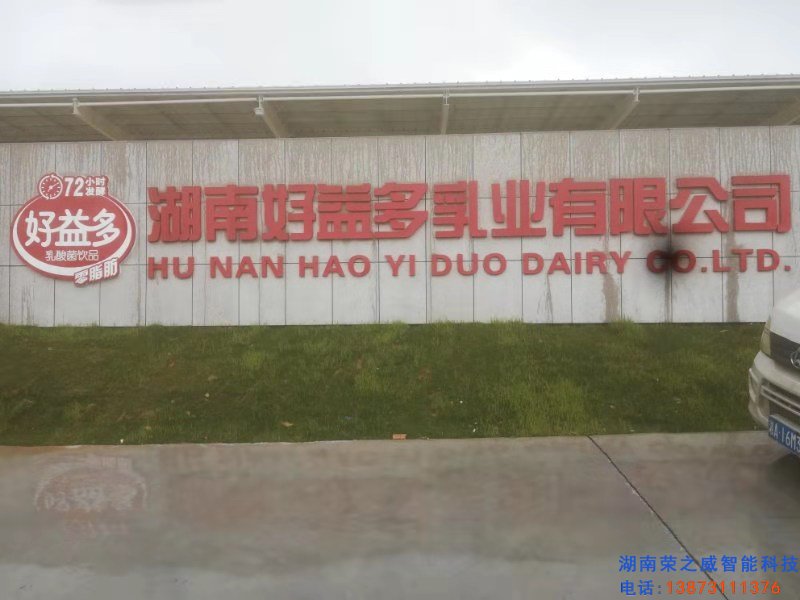 72小时发酵
好益多
乳酸菌饮品
零脂肪
湖南好益多乳业有限公司
HU NAN HAO YI DUO DAIRY CO.LTD.
A·16M
湖南荣之威智能科技
电话:13973111376